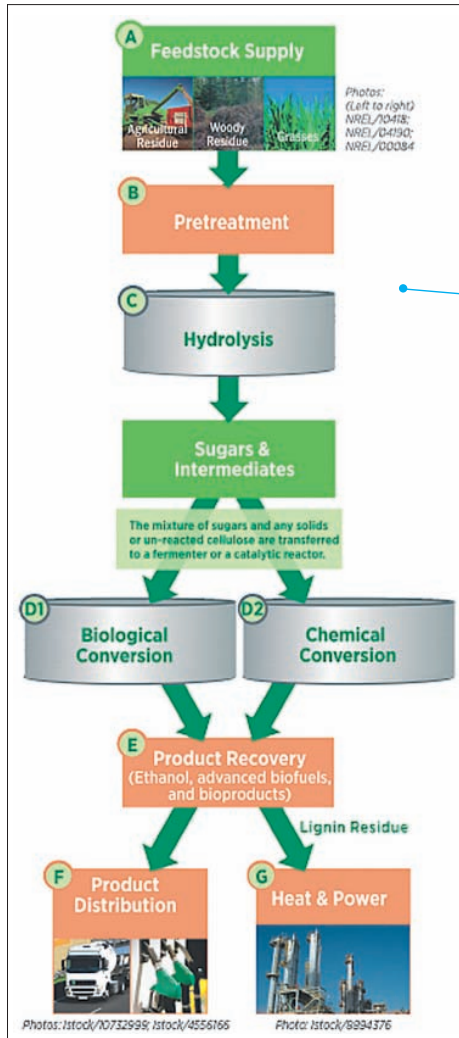 A
Feedstock Supply
Agricultural
Residue
Woody
Residue
Grasses
Photos:
(Left to right)
NREL/10418;
NREL/04190;
NREL/00084
B
Pretreatment
C
Hydrolysis
Sugars &
Intermediates
The mixture of sugars and any solids
or un-reacted cellulose are transferred
to a fermenter or a catalytic reactor.
D1
Biological
Conversion
D2
Chemical
Conversion
E
Product Recovery
(Ethanol, advanced biofuels,
and bioproducts)
Lignin Residue
F
Product
Distribution
G
Heat & Power
Photos: Istock/10732999; Istock/4556166
Photo: Istock/9994376